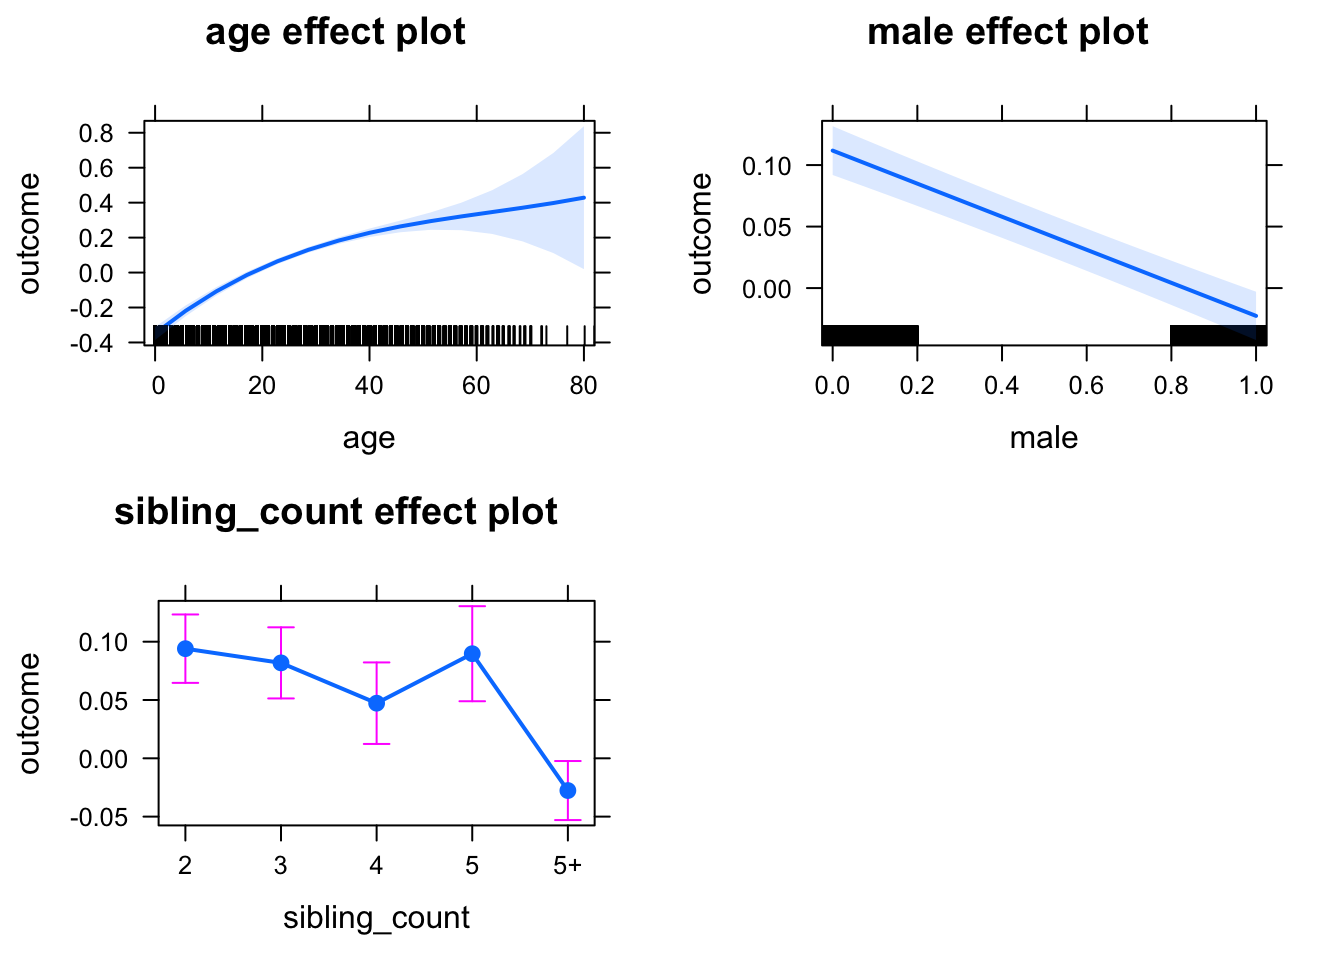 age effect plot
outcome
0.8
0.6
0.4
0.2
0.0
-0.2
-0.4
0 20 40 60 80
age
male effect plot
outcome
0.10
0.05
0.00
0.0 0.2 0.4 0.6 0.8 1.0
male
sibling_count effect plot
outcome
0.10
0.05
0.00
-0.05
2 3 4 5 5+
sibling_count